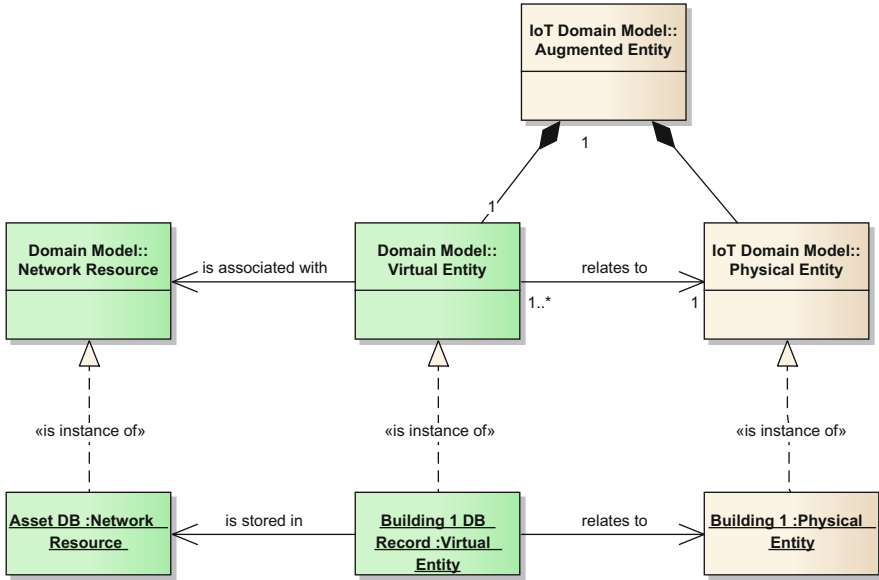 IoT Domain Model::
Augmented Entity
1
1
Domain Model::
Network Resource
is associated with
Domain Model::
Virtual Entity
relates to
1..*
1
IoT Domain Model::
Physical Entity
«is instance of»
«is instance of»
«is instance of»
Asset DB :Network
Resource
is stored in
Building 1 DB
Record :Virtual
Entity
relates to
Building 1 :Physical
Entity